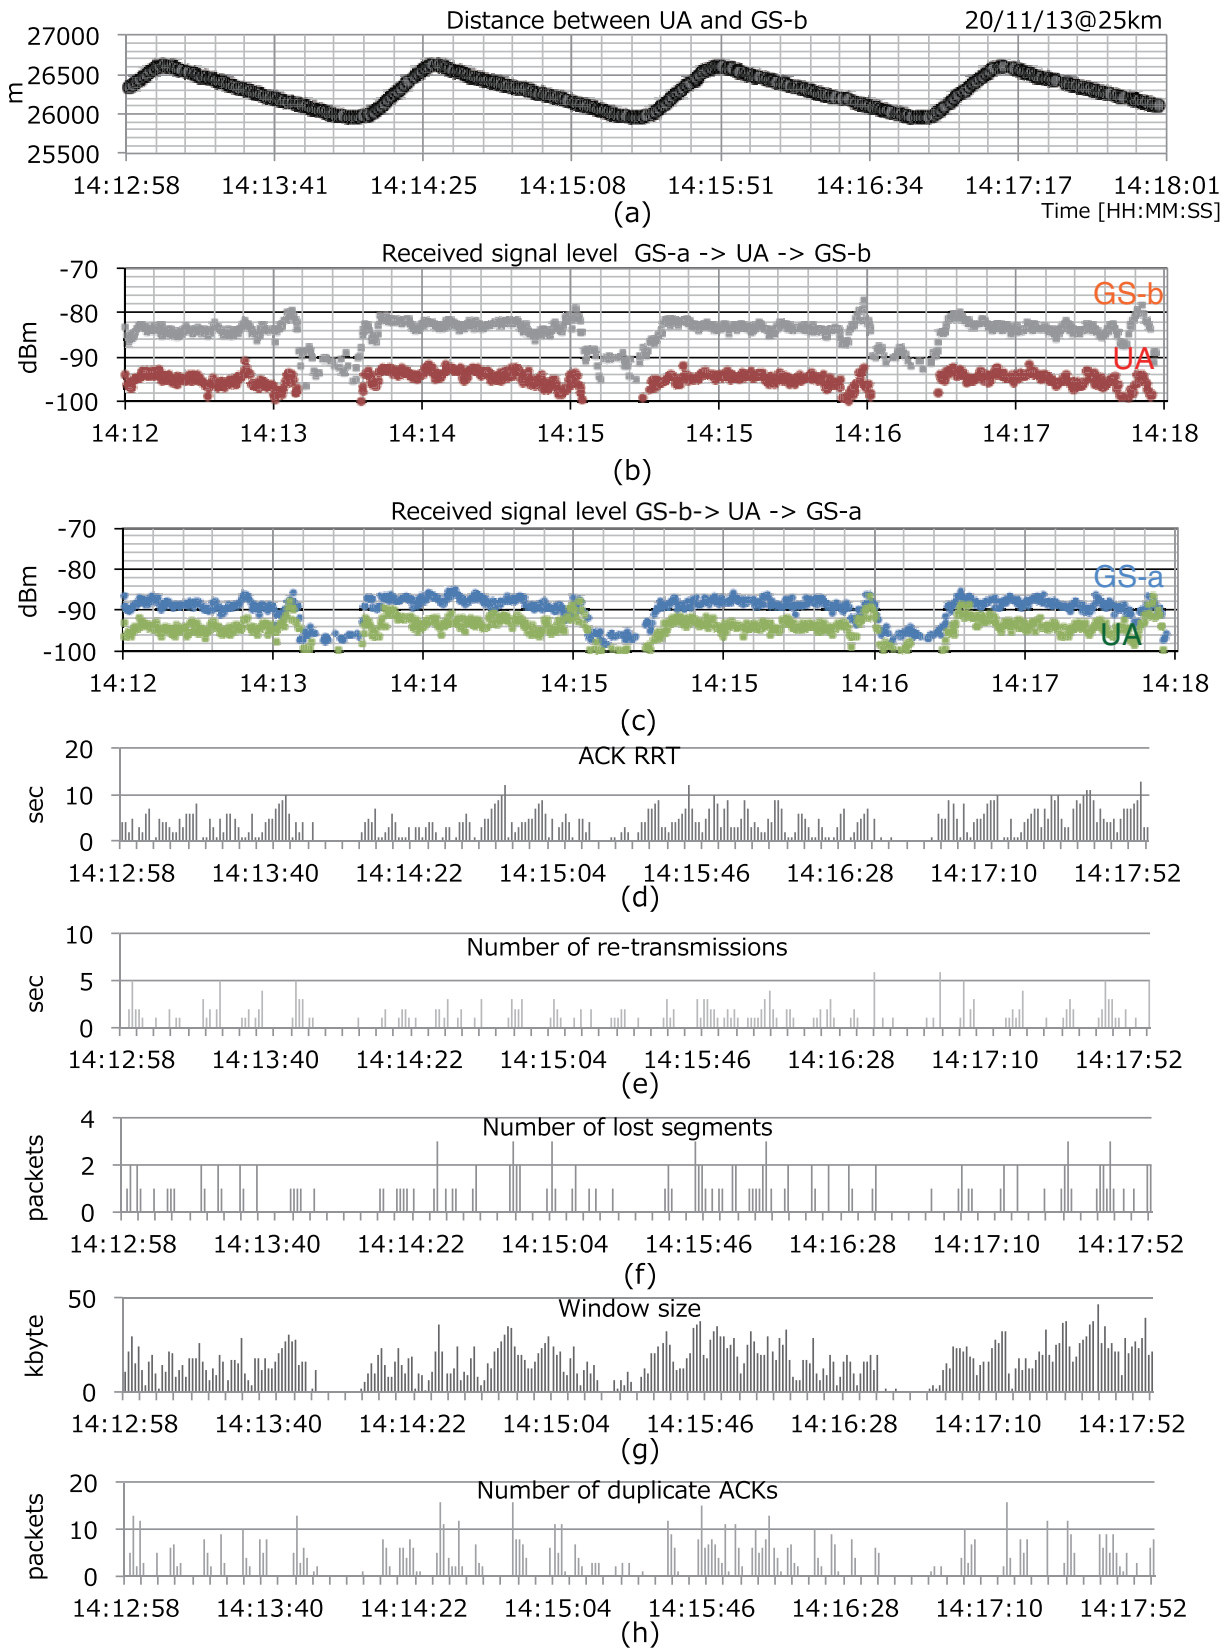 Distance between UA and GS-b 20/11/13@25km
27000
26500
26000
25500
m
14:12:58 14:13:41 14:14:25 14:15:08 14:15:51 14:16:34 14:17:17 14:18:01
Time [HH:MM:SS]
(a)
Received signal level GS-a -> UA -> GS-b
-70
-80
-90
-100
dBm
GS-b
UA
14:12 14:13 14:14 14:15 14:15 14:16 14:17 14:18
(b)
Received signal level GS-b-> UA -> GS-a
-70
-80
-90
-100
dBm
GS-a
UA
14:12 14:13 14:14 14:15 14:15 14:16 14:17 14:18
(c)
ACK RRT
20
10
0
sec
14:12:58 14:13:40 14:14:22 14:15:04 14:15:46 14:16:28 14:17:10 14:17:52
(d)
Number of re-transmissions
10
5
0
sec
14:12:58 14:13:40 14:14:22 14:15:04 14:15:46 14:16:28 14:17:10 14:17:52
(e)
Number of lost segments
4
2
0
packets
14:12:58 14:13:40 14:14:22 14:15:04 14:15:46 14:16:28 14:17:10 14:17:52
(f)
Window size
50
0
kbyte
14:12:58 14:13:40 14:14:22 14:15:04 14:15:46 14:16:28 14:17:10 14:17:52
(g)
Number of duplicate ACKs
20
10
0
packets
14:12:58 14:13:40 14:14:22 14:15:04 14:15:46 14:16:28 14:17:10 14:17:52
(h)